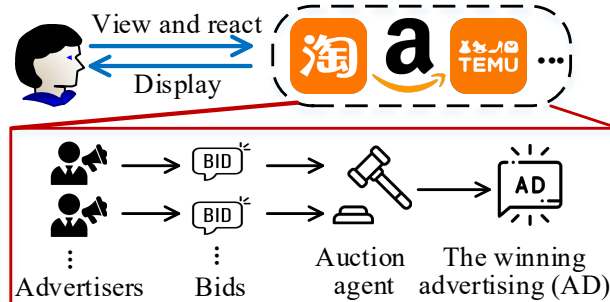 View and react
Display
淘
a
TEMU
...
BID
AD
BID
Advertisers
Bids
Auction
agent
The winning
advertising (AD)